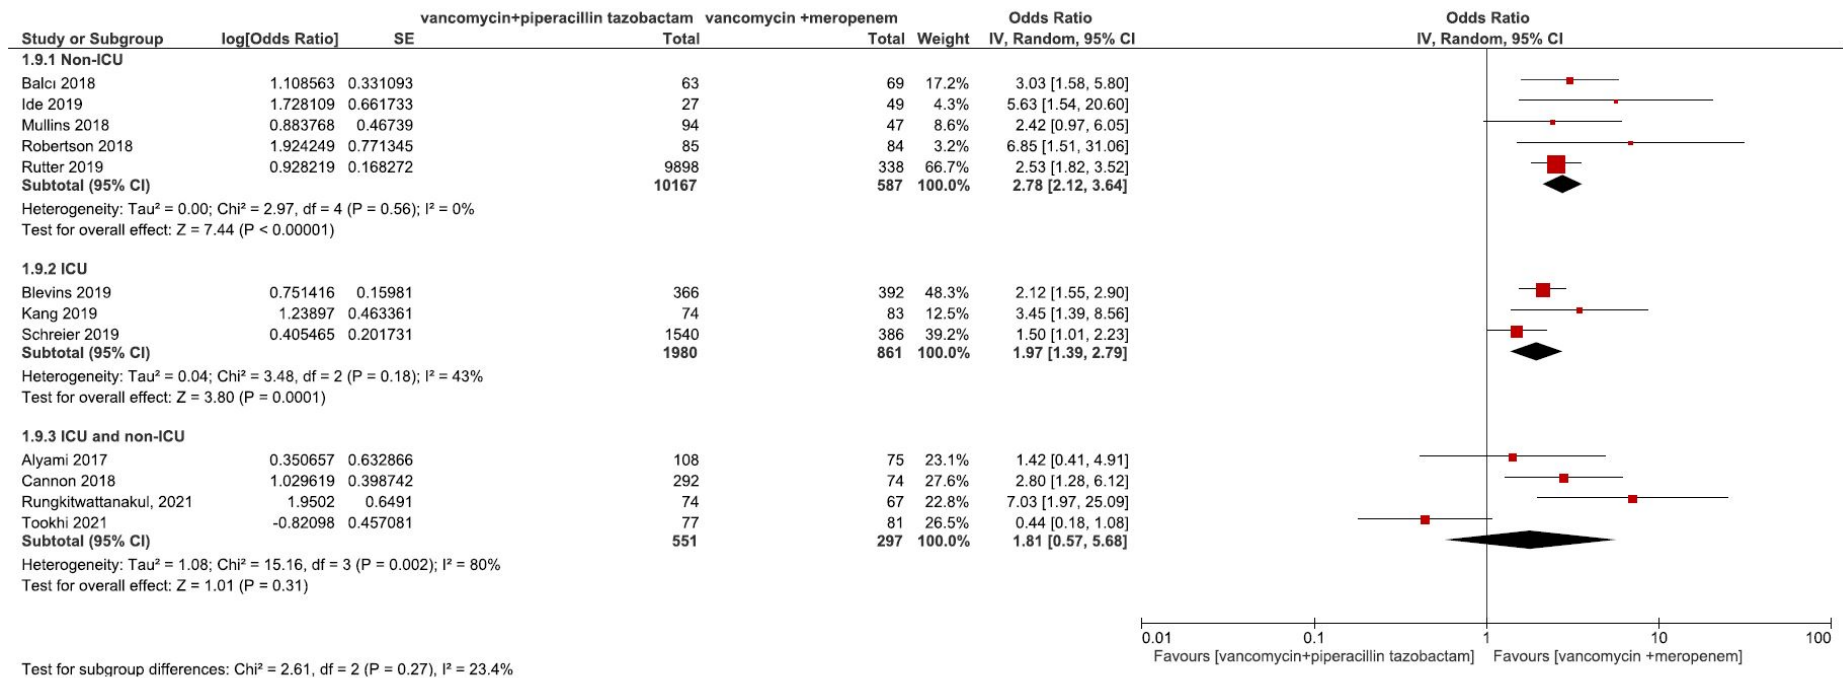 vancomycin+piperacillin tazobactam vancomycin +meropenem Odds Ratio Odds Ratio
Study or Subgroup log[Odds Ratio] SE Total Total Weight IV, Random, 95% CI IV, Random, 95% CI
1.9.1 Non-ICU
Balcı 2018 1.108563 0.331093 63 69 17.2% 3.03 [1.58, 5.80]
Ide 2019 1.728109 0.661733 27 49 4.3% 5.63 [1.54, 20.60]
Mullins 2018 0.883768 0.46739 94 47 8.6% 2.42 [0.97, 6.05]
Robertson 2018 1.924249 0.771345 85 84 3.2% 6.85 [1.51, 31.06]
Rutter 2019 0.928219 0.168272 9898 338 66.7% 2.53 [1.82, 3.52]
Subtotal (95% CI) 10167 587 100.0% 2.78 [2.12, 3.64]
Heterogeneity: Tau² = 0.00; Chi² = 2.97, df = 4 (P = 0.56); I² = 0%
Test for overall effect: Z = 7.44 (P < 0.00001)
1.9.2 ICU
Blevins 2019 0.751416 0.15981 366 392 48.3% 2.12 [1.55, 2.90]
Kang 2019 1.23897 0.463361 74 83 12.5% 3.45 [1.39, 8.56]
Schreier 2019 0.405465 0.201731 1540 386 39.2% 1.50 [1.01, 2.23]
Subtotal (95% CI) 1980 861 100.0% 1.97 [1.39, 2.79]
Heterogeneity: Tau² = 0.04; Chi² = 3.48, df = 2 (P = 0.18); I² = 43%
Test for overall effect: Z = 3.80 (P = 0.0001)
1.9.3 ICU and non-ICU
Alyami 2017 0.350657 0.632866 108 75 23.1% 1.42 [0.41, 4.91]
Cannon 2018 1.029619 0.398742 292 74 27.6% 2.80 [1.28, 6.12]
Rungkitwattanakul, 2021 1.9502 0.6491 74 67 22.8% 7.03 [1.97, 25.09]
Tookhi 2021 -0.82098 0.457081 77 81 26.5% 0.44 [0.18, 1.08]
Subtotal (95% CI) 551 297 100.0% 1.81 [0.57, 5.68]
Heterogeneity: Tau² = 1.08; Chi² = 15.16, df = 3 (P = 0.002); I² = 80%
Test for overall effect: Z = 1.01 (P = 0.31)
0.01 0.1 1 10 100
Favours [vancomycin+piperacillin tazobactam] Favours [vancomycin +meropenem]
Test for subgroup differences: Chi² = 2.61, df = 2 (P = 0.27), I² = 23.4%